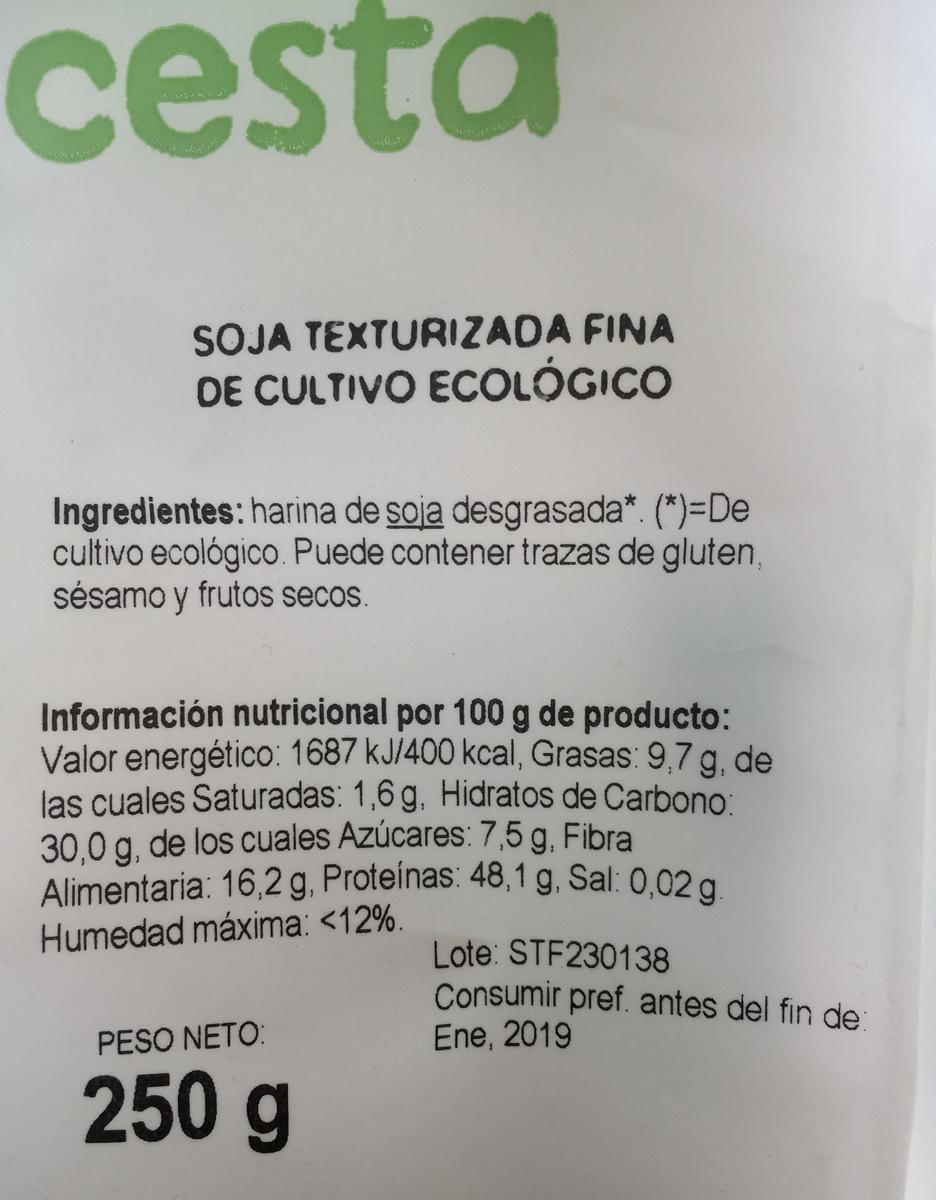 cesta
SOJA TEXTURIZADA FINA
DE CULTIVO ECOLÓGICO
Ingredientes: harina de soja desgrasada*. (*)=De
cultivo ecológico. Puede contener trazas de gluten,
sésamo y frutos secos.
Información nutricional por 100 g de producto:
Valor energético: 1687 kJ/400 kcal, Grasas: 9,7 g, de
las cuales Saturadas: 1,6 g, Hidratos de Carbono:
30,0 g, de los cuales Azúcares: 7,5 g, Fibra
Alimentaria: 16,2 g, Proteínas: 48,1 g, Sal: 0,02 g.
Humedad máxima: <12%.
Lote: STF230138
Consumir pref. antes del fin de:
Ene, 2019
PESO NETO:
250 g